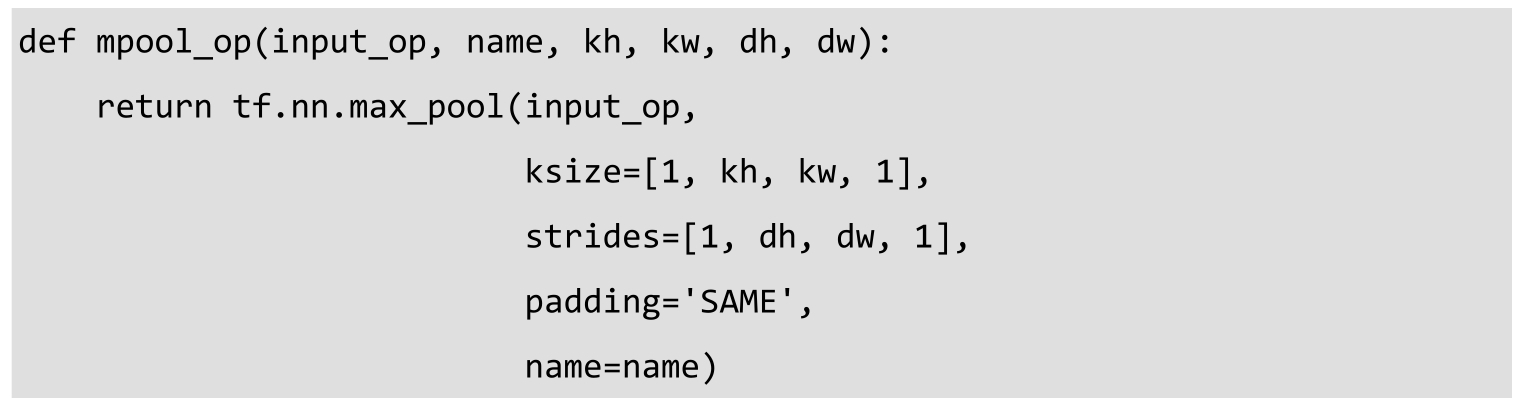 def mpool_op(input_op, name, kh, kw, dh, dw):
    return tf.nn.max_pool(input_op,
                          ksize=[1, kh, kw, 1],
                          strides=[1, dh, dw, 1],
                          padding='SAME',
                          name=name)